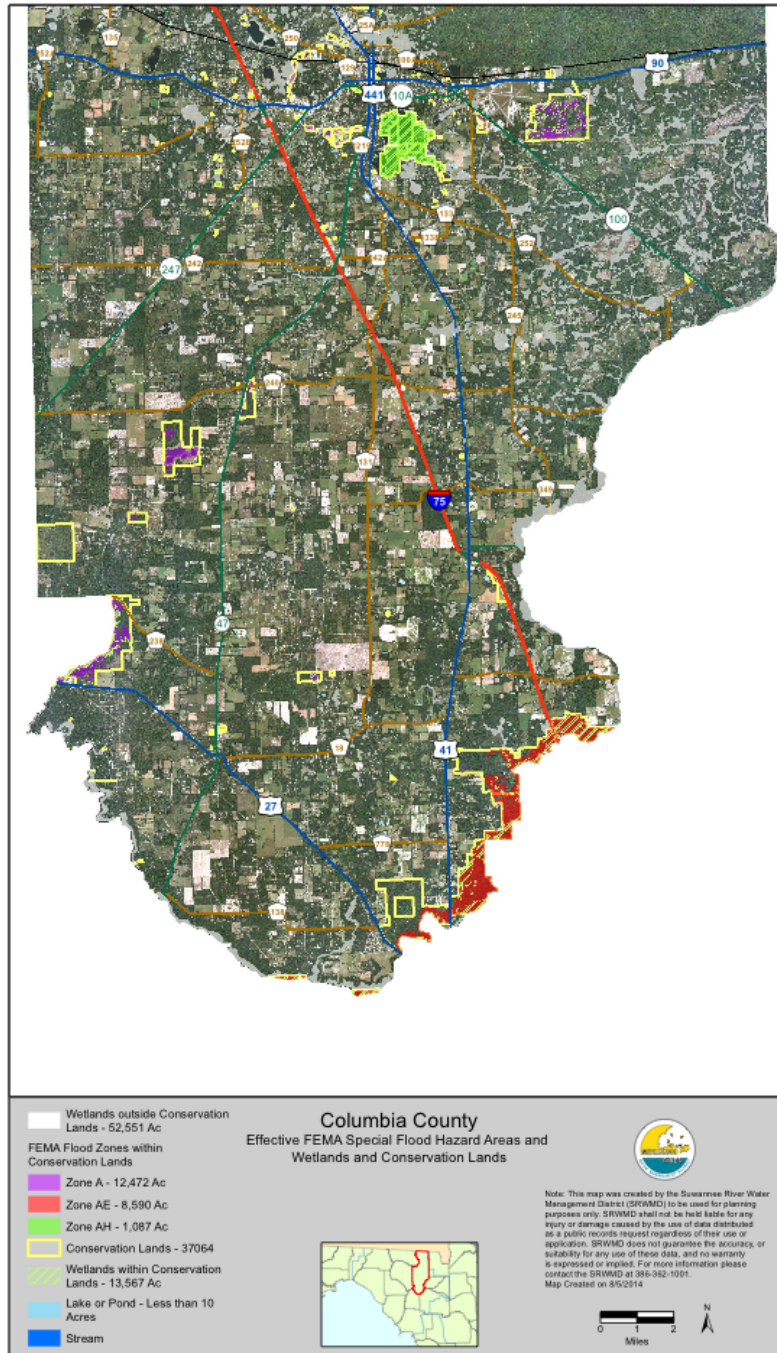 135
250
25A
252A
100A
90
441
10A
252B
133
100
252
247
242
245
240
131
75
349
47
238
18
41
27
778
138
Wetlands outside Conservation
Lands - 52,551 Ac
FEMA Flood Zones within
Conservation Lands
Zone A - 12,472 Ac
Zone AE - 8,590 Ac
Zone AH - 1,087 Ac
Conservation Lands - 37064
Wetlands within Conservation
Lands - 13,567 Ac
Lake or Pond - Less than 10
Acres
Stream
Columbia County
Effective FEMA Special Flood Hazard Areas and
Wetlands and Conservation Lands
Note: This map was created by the Suwannee River Water
Management District (SRWMD) to be used for planning
purposes only. SRWMD shall not be held liable for any
injury or damage caused by the use of data distributed
as a public records request regardless of their use or
application. SRWMD does not guarantee the accuracy, or
suitability for any use of these data, and no warranty
is expressed or implied. For more information please
contact the SRWMD at 386-362-1001.
Map Created on 8/5/2014
N
0 1 2
Miles